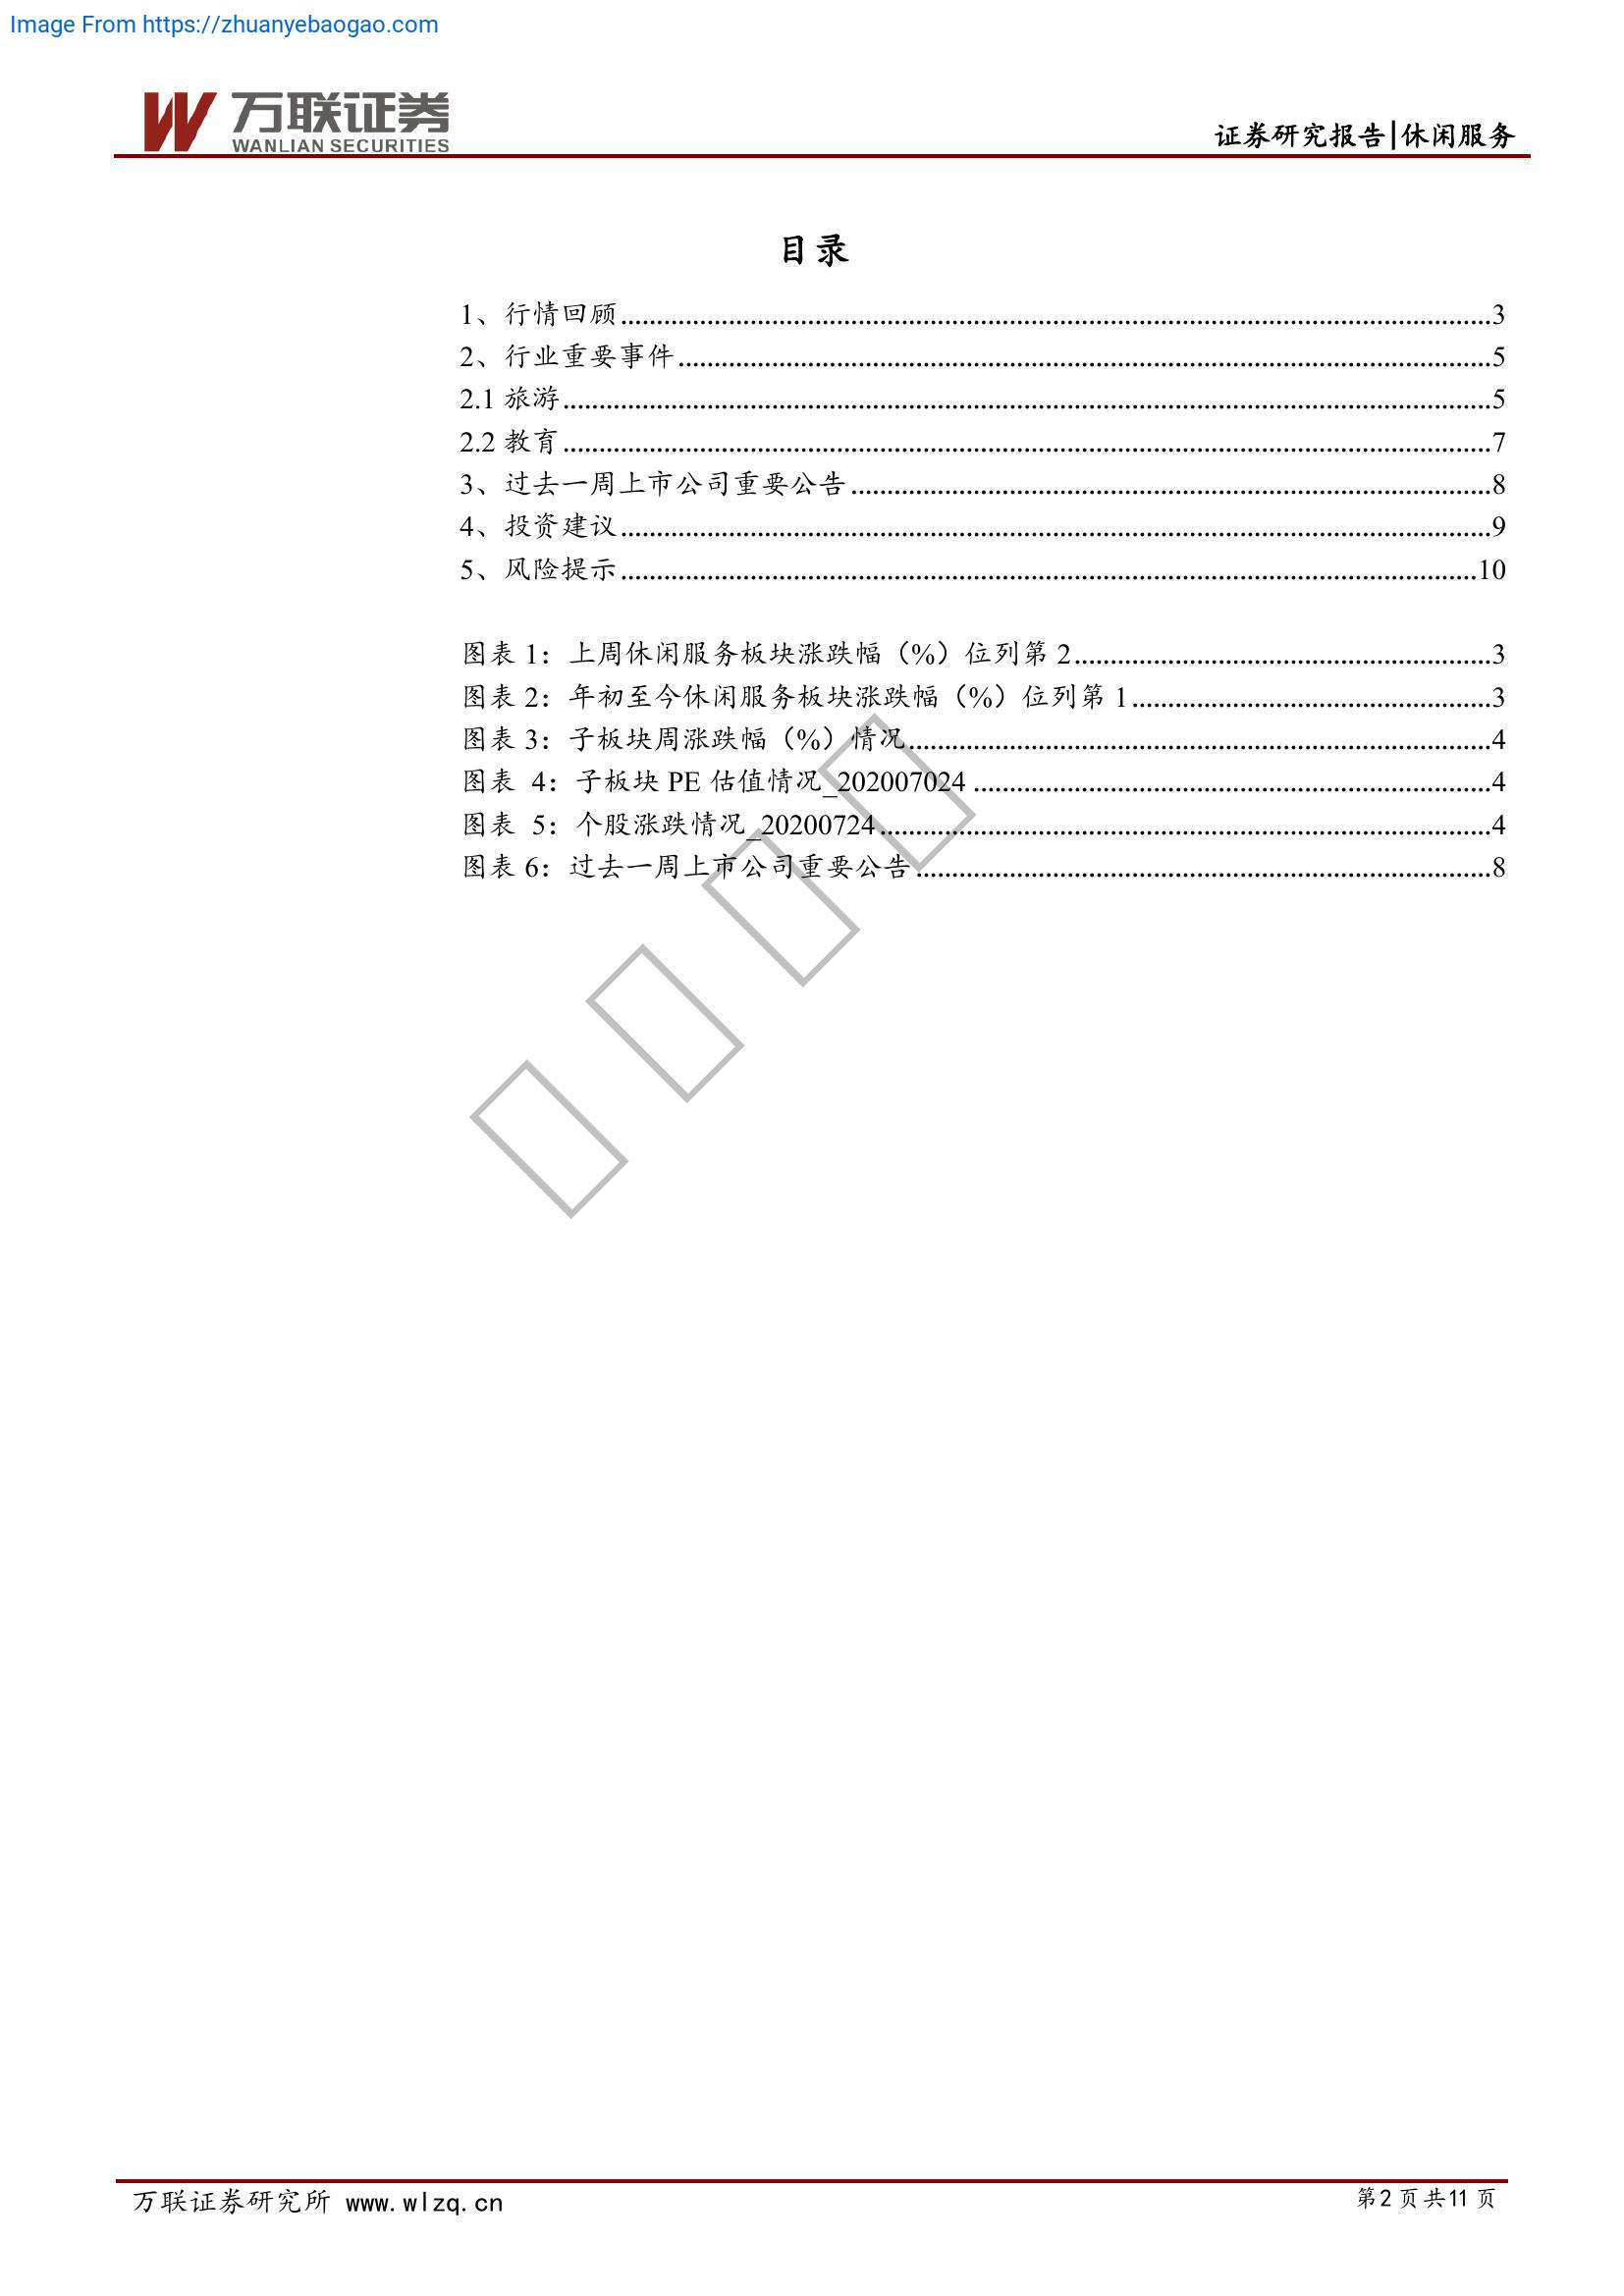 Image From https://zhuanyebaogao.com
万联证券
WANLIAN SECURITIES
证券研究报告|休闲服务
目录
1、行情回顾 3
2、行业重要事件 5
2.1 旅游 5
2.2 教育 7
3、过去一周上市公司重要公告 8
4、投资建议 9
5、风险提示 10
图表 1：上周休闲服务板块涨跌幅（%）位列第 2 3
图表 2：年初至今休闲服务板块涨跌幅（%）位列第 1 3
图表 3：子板块周涨跌幅（%）情况 4
图表 4：子板块 PE 估值情况_202007024 4
图表 5：个股涨跌情况_20200724 4
图表 6：过去一周上市公司重要公告 8
万联证券研究所 www.wlzq.cn
第2页共11页